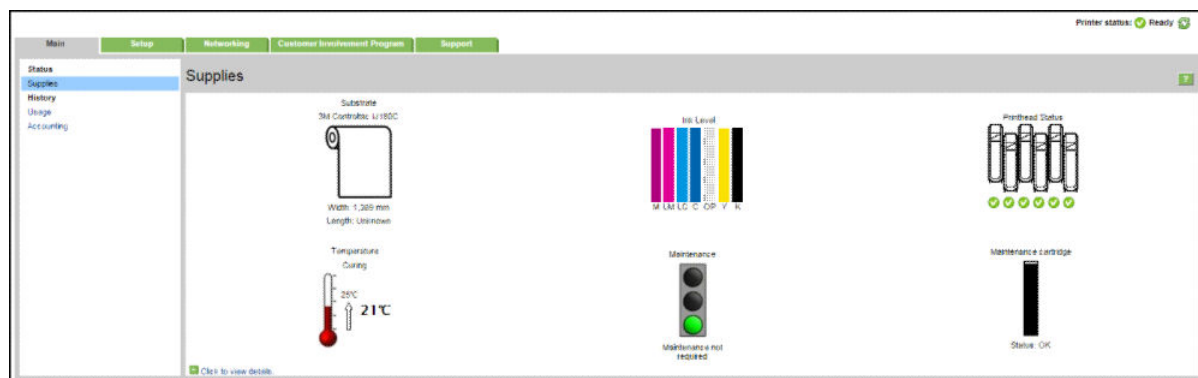 Printer status: Ready
Main Setup Networking Customer Involvement Program Support
Status
Supplies
History
Usage
Accounting
Supplies
?
Substrate
3M Controltac IJ180C
Width: 1,369 mm
Length: Unknown
Ink Level
M LM LC C OP Y K
Printhead Status
Temperature
Curing
25°C
21°C
Maintenance
Maintenance not
required
Maintenance cartridge
Status: OK
Click to view details.